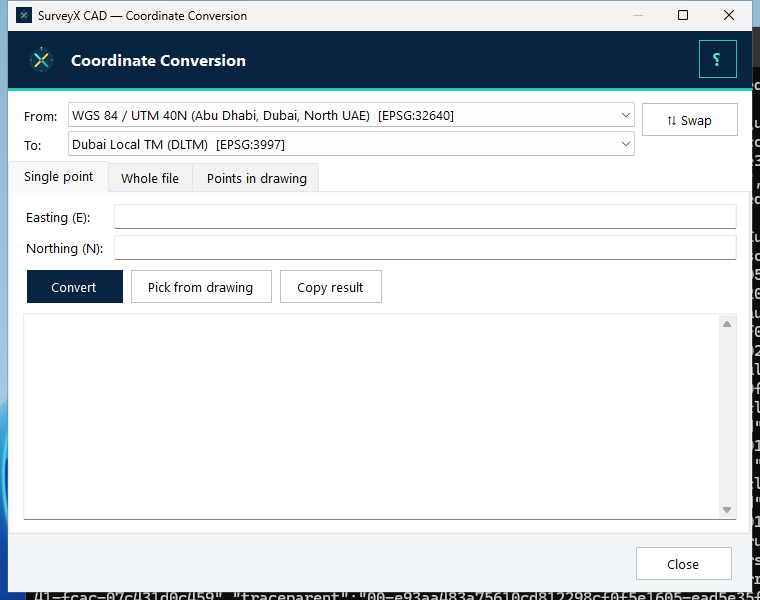 SurveyX CAD — Coordinate Conversion
Coordinate Conversion
؟
From: WGS 84 / UTM 40N (Abu Dhabi, Dubai, North UAE) [EPSG:32640]
⇅ Swap
To: Dubai Local TM (DLTM) [EPSG:3997]
Single point Whole file Points in drawing
Easting (E):
Northing (N):
Convert Pick from drawing Copy result
Close